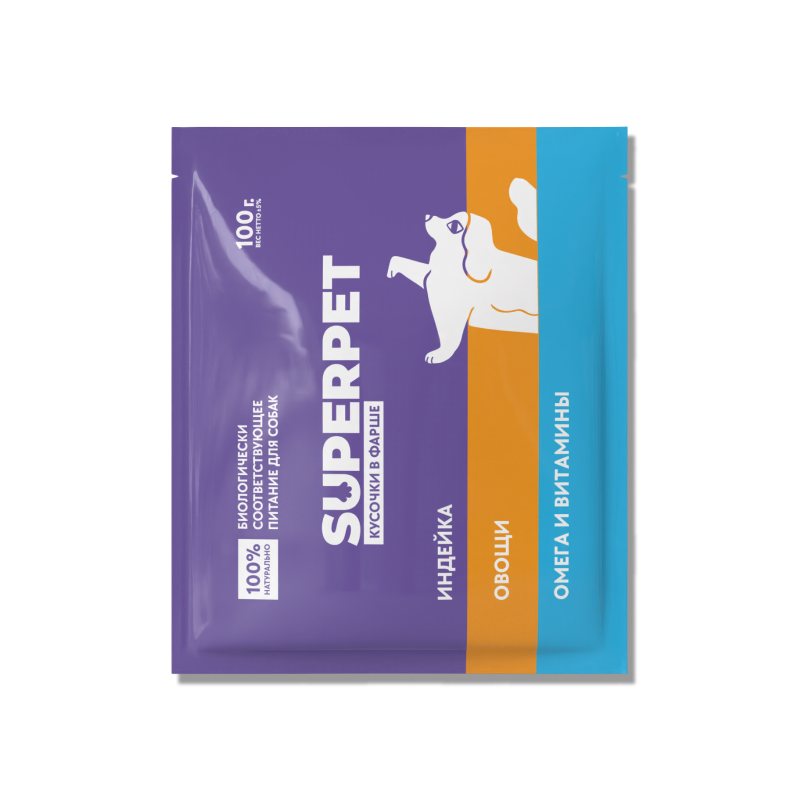 100%
НАТУРАЛЬНО
БИОЛОГИЧЕСКИ
СООТВЕТСТВУЮЩЕЕ
ПИТАНИЕ ДЛЯ СОБАК
100 г.
ВЕС НЕТТО ±5%
SUPERPET
КУСОЧКИ В ФАРШЕ
ИНДЕЙКА
ОВОЩИ
ОМЕГА И ВИТАМИНЫ